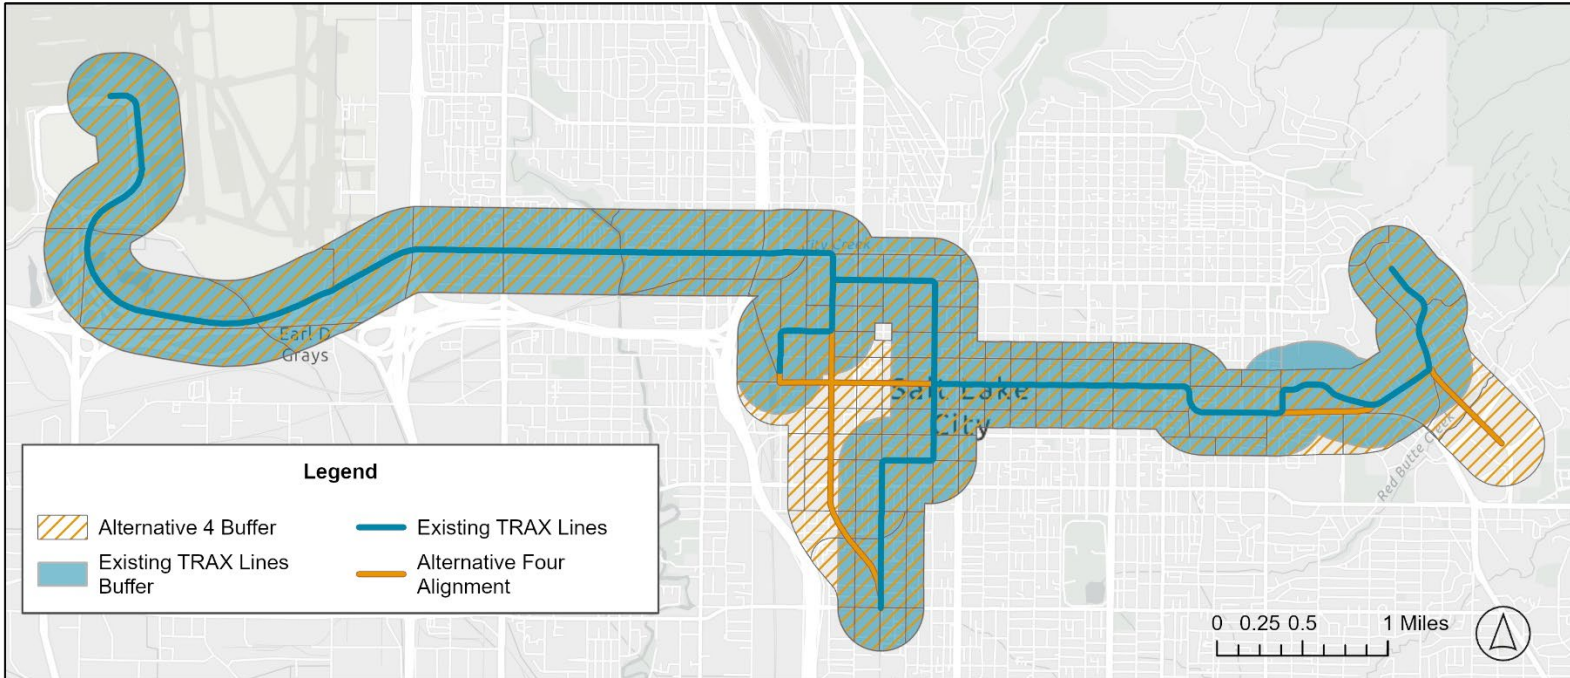 City Creek
Earl D
Grays
Salt Lake
City
Red Butte Creek
Legend
Alternative 4 Buffer
Existing TRAX Lines
Existing TRAX Lines
Buffer
Alternative Four
Alignment
0 0.25 0.5 1 Miles